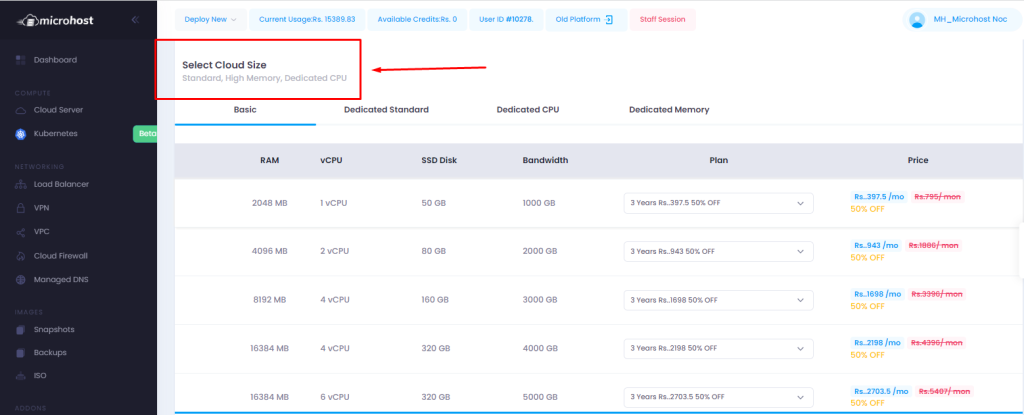 microhost
Deploy New
Current Usage:Rs. 15389.83
Available Credits:Rs. 0
User ID #10278.
Old Platform
Staff Session
MH_Microhost Noc
Dashboard
COMPUTE
Cloud Server
Kubernetes
Beta
NETWORKING
Load Balancer
VPN
VPC
Cloud Firewall
Managed DNS
IMAGES
Snapshots
Backups
ISO
ADDONS
Select Cloud Size
Standard, High Memory, Dedicated CPU
Basic Dedicated Standard Dedicated CPU Dedicated Memory
RAM vCPU SSD Disk Bandwidth Plan Price
2048 MB 1 vCPU 50 GB 1000 GB 3 Years Rs..397.5 50% OFF Rs..397.5 /mo Rs.795/ mon
50% OFF
4096 MB 2 vCPU 80 GB 2000 GB 3 Years Rs..943 50% OFF Rs..943 /mo Rs.1886/ mon
50% OFF
8192 MB 4 vCPU 160 GB 3000 GB 3 Years Rs..1698 50% OFF Rs..1698 /mo Rs.3396/ mon
50% OFF
16384 MB 4 vCPU 320 GB 4000 GB 3 Years Rs..2198 50% OFF Rs..2198 /mo Rs.4396/ mon
50% OFF
16384 MB 6 vCPU 320 GB 5000 GB 3 Years Rs..2703.5 50% OFF Rs..2703.5 /mo Rs.5407/ mon
50% OFF